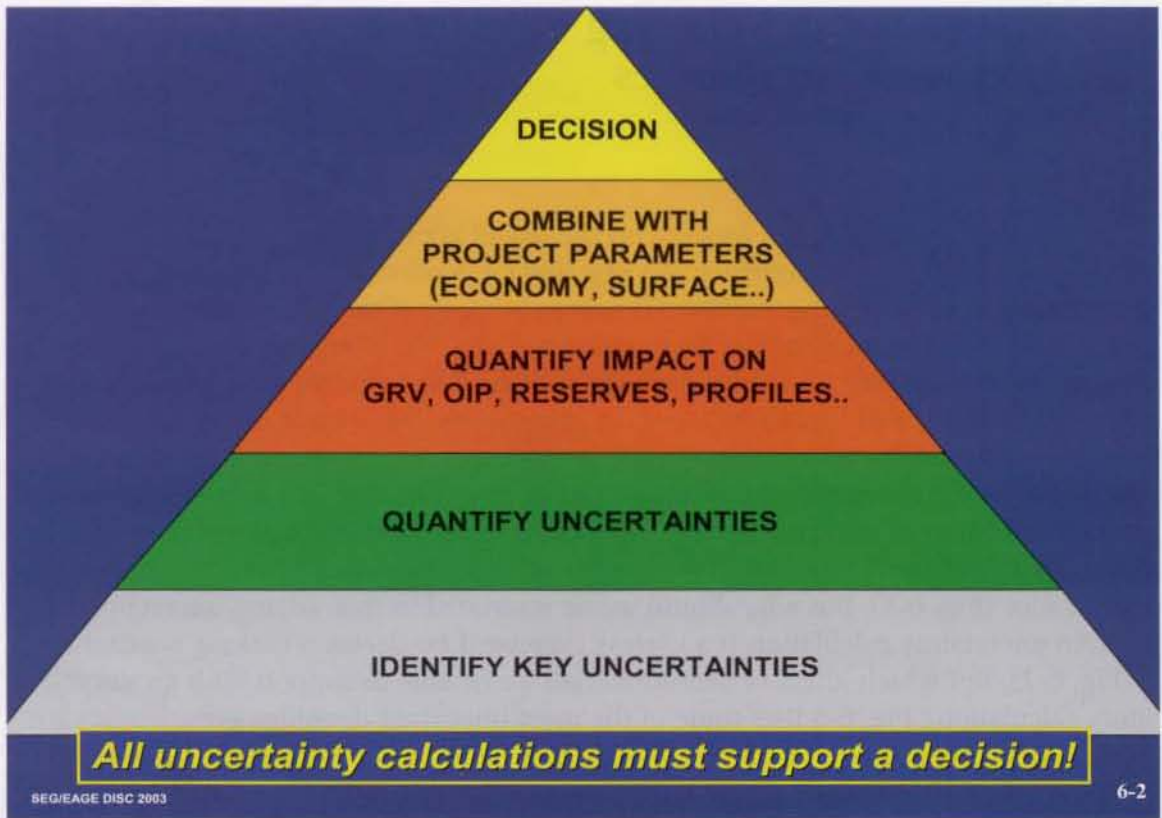 DECISION
COMBINE WITH
PROJECT PARAMETERS
(ECONOMY, SURFACE..)
QUANTIFY IMPACT ON
GRV, OIP, RESERVES, PROFILES..
QUANTIFY UNCERTAINTIES
IDENTIFY KEY UNCERTAINTIES
All uncertainty calculations must support a decision!
SEG/EAGE DISC 2003
6-2